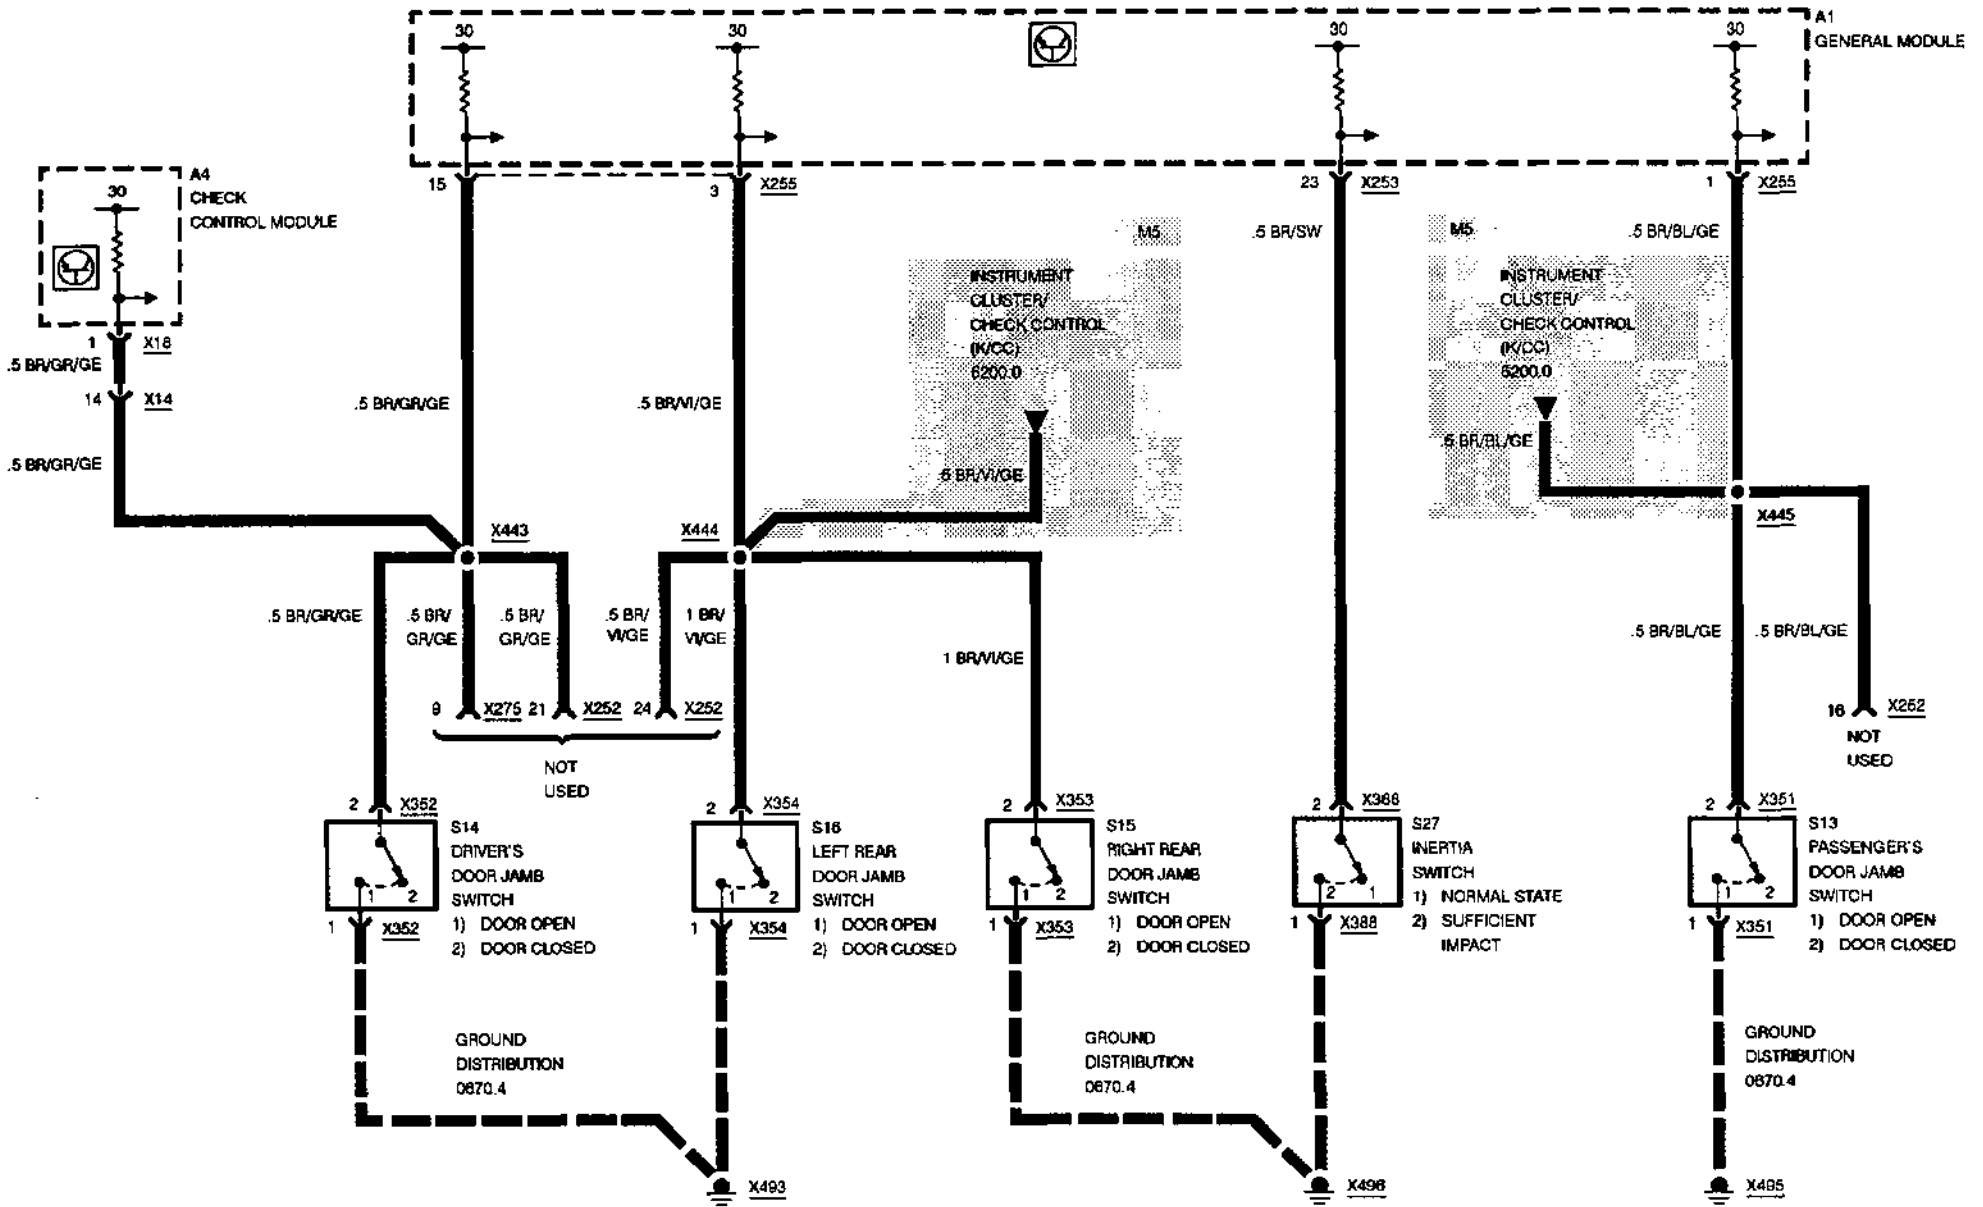 A1
GENERAL MODULE
30
30
30
30
A4
CHECK
CONTROL MODULE
30
15
3
X255
23
X253
1
X255
1
X18
.5 BR/GR/GE
14
X14
.5 BR/GR/GE
.5 BR/GR/GE
.5 BR/VI/GE
M5
INSTRUMENT
CLUSTER/
CHECK CONTROL
(K/CC)
6200.0
.5 BR/VI/GE
.5 BR/SW
M5
INSTRUMENT
CLUSTER/
CHECK CONTROL
(K/CC)
6200.0
.5 BR/BL/GE
.5 BR/BL/GE
X443
X444
X445
.5 BR/GR/GE
.5 BR/
GR/GE
.5 BR/
GR/GE
.5 BR/
VI/GE
1 BR/
VI/GE
1 BR/VI/GE
.5 BR/BL/GE
.5 BR/BL/GE
9
X275
21
X252
24
X252
NOT
USED
16
X252
NOT
USED
2
X352
S14
DRIVER'S
DOOR JAMB
SWITCH
1) DOOR OPEN
2) DOOR CLOSED
1
2
1
X352
2
X354
S16
LEFT REAR
DOOR JAMB
SWITCH
1) DOOR OPEN
2) DOOR CLOSED
1
2
1
X354
2
X353
S15
RIGHT REAR
DOOR JAMB
SWITCH
1) DOOR OPEN
2) DOOR CLOSED
1
2
1
X353
2
X388
S27
INERTIA
SWITCH
1) NORMAL STATE
2) SUFFICIENT
IMPACT
2
1
1
X388
2
X351
S13
PASSENGER'S
DOOR JAMB
SWITCH
1) DOOR OPEN
2) DOOR CLOSED
1
2
1
X351
GROUND
DISTRIBUTION
0670.4
GROUND
DISTRIBUTION
0670.4
GROUND
DISTRIBUTION
0670.4
X493
X496
X495